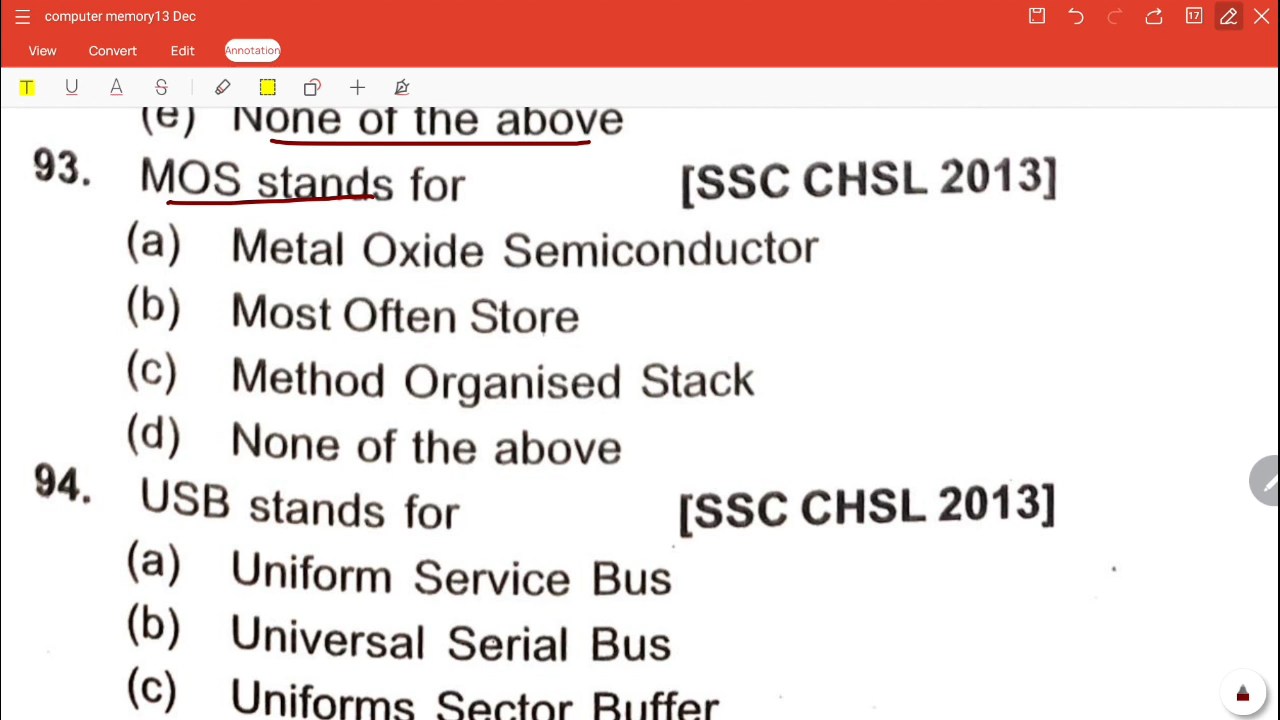 computer memory13 Dec
17
View Convert Edit Annotation
T U A S
(e) None of the above
93. MOS stands for [SSC CHSL 2013]
(a) Metal Oxide Semiconductor
(b) Most Often Store
(c) Method Organised Stack
(d) None of the above
94. USB stands for [SSC CHSL 2013]
(a) Uniform Service Bus
(b) Universal Serial Bus
(c) Uniforms Sector Buffer